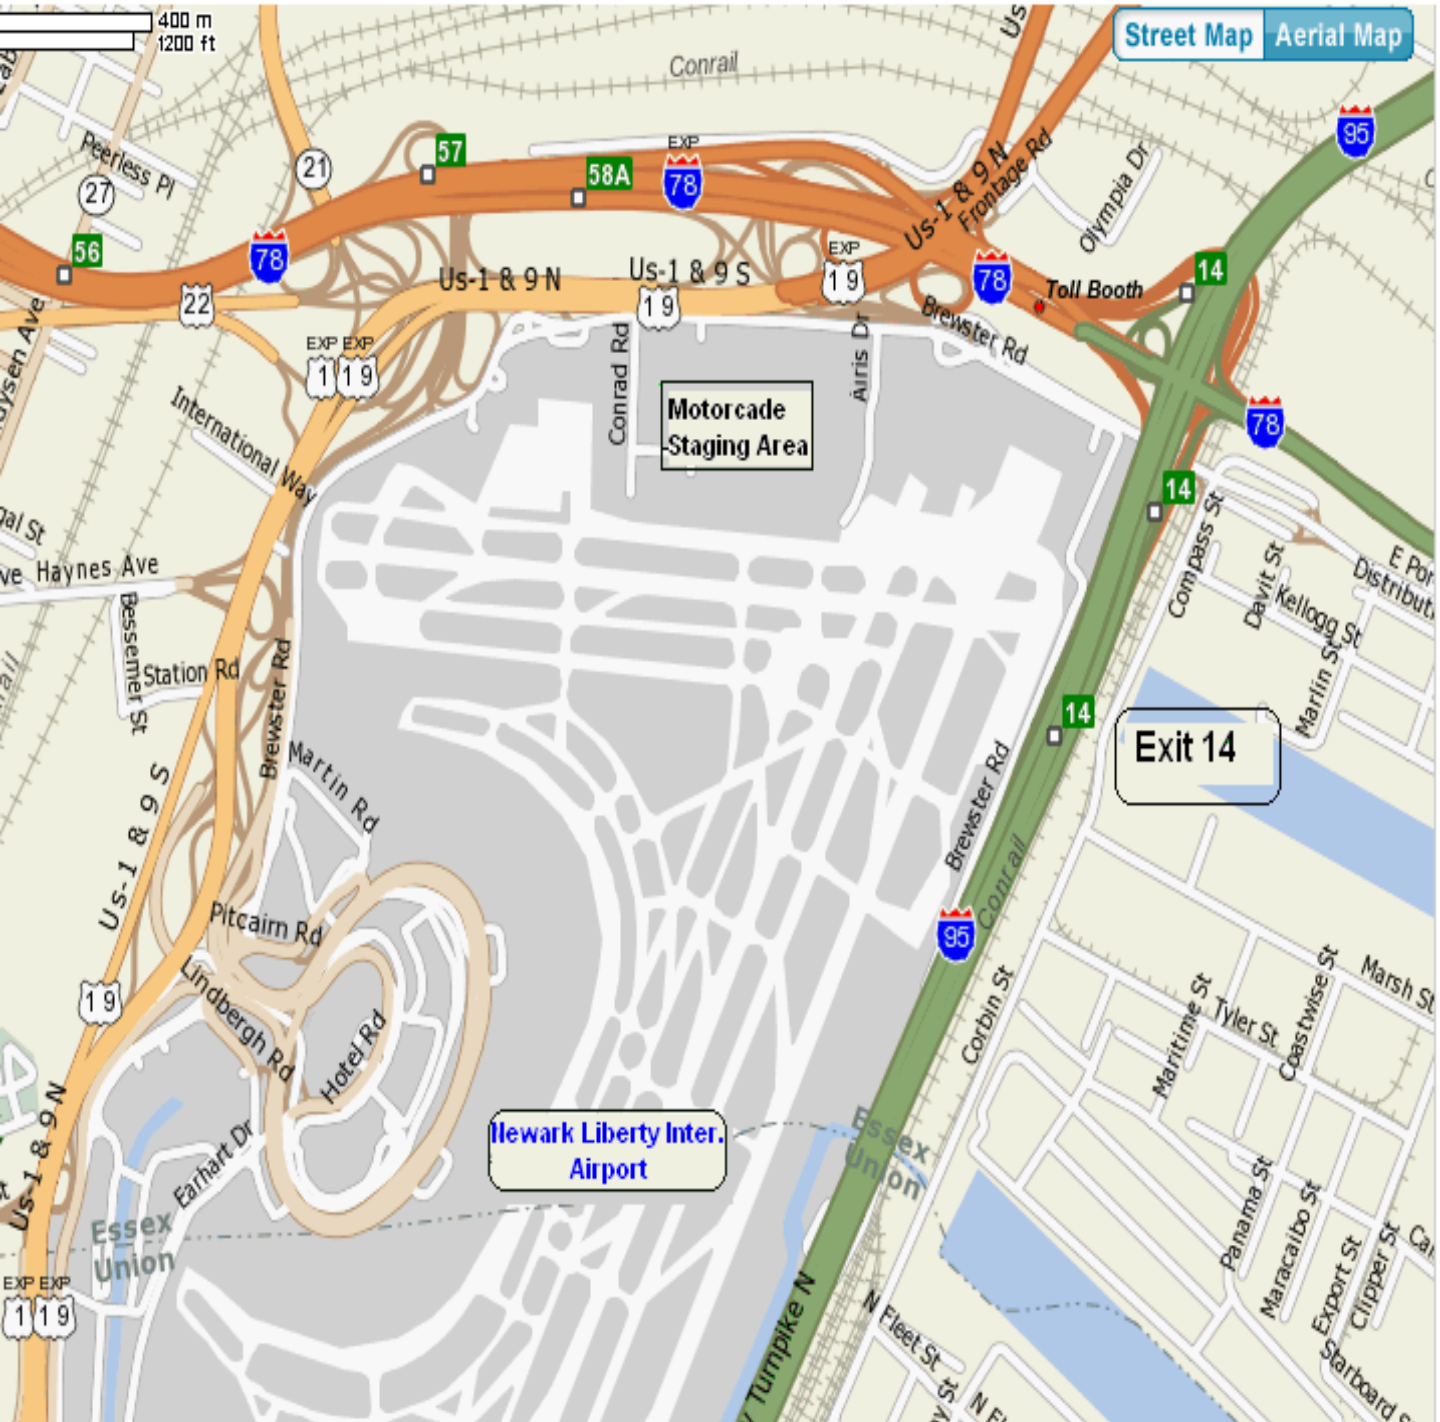 400 m
1200 ft
Street Map
Aerial Map
Us
Conrail
95
Peerless Pl
21
57
EXP
58A
78
27
Us-1 & 9 N
Frontage Rd
Olympia Dr
56
78
22
Us-1 & 9 N
Us-1 & 9 S
1 9
EXP
1 9
78
Toll Booth
14
Brewster Rd
EXP EXP
1
1 9
Conrad Rd
Airis Dr
Motorcade
Staging Area
78
International Way
14
Haynes Ave
Compass St
Davit St
E Por
Distribut
Kellogg St
Bessemer St
Station Rd
Brewster Rd
Marlin St
14
Exit 14
Martin Rd
Us-1 & 9 S
Brewster Rd
Conrail
95
Pitcairn Rd
Lindbergh Rd
1 9
Hotel Rd
Corbin St
Maritime St
Tyler St
Coastwise St
Marsh St
Us-1 & 9 N
Earhart Dr
Newark Liberty Inter.
Airport
Essex
Union
Essex
Union
Panama St
Maracaibo St
Export St
Clipper St
Starboard S
EXP EXP
1
1 9
Turnpike N
N Fleet St